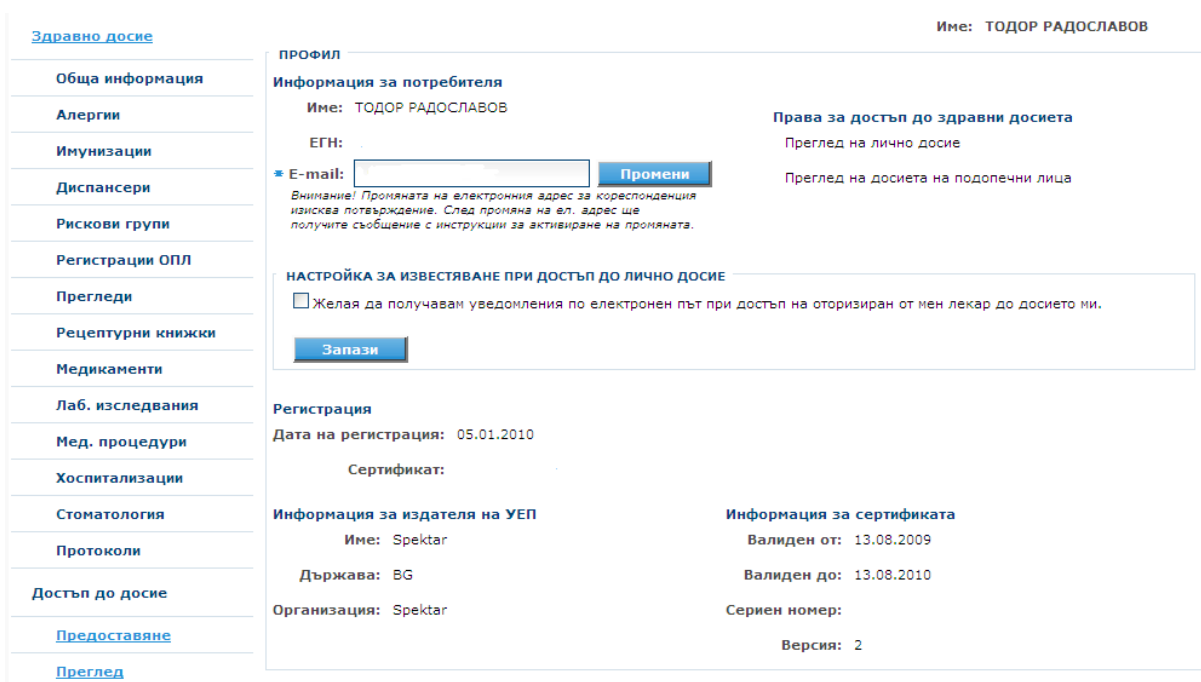 Име: ТОДОР РАДОСЛАВОВ
Здравно досие
Обща информация
Алергии
Имунизации
Диспансери
Рискови групи
Регистрации ОПЛ
Прегледи
Рецептурни книжки
Медикаменти
Лаб. изследвания
Мед. процедури
Хоспитализации
Стоматология
Протоколи
Достъп до досие
Предоставяне
Преглед
ПРОФИЛ
Информация за потребителя
Име: ТОДОР РАДОСЛАВОВ
ЕГН:
* E-mail:
Промени
Внимание! Промяната на електронния адрес за кореспонденция
изисква потвърждение. След промяна на ел. адрес ще
получите съобщение с инструкции за активиране на промяната.
Права за достъп до здравни досиета
Преглед на лично досие
Преглед на досиета на подопечни лица
НАСТРОЙКА ЗА ИЗВЕСТЯВАНЕ ПРИ ДОСТЪП ДО ЛИЧНО ДОСИЕ
Желая да получавам уведомления по електронен път при достъп на оторизиран от мен лекар до досието ми.
Запази
Регистрация
Дата на регистрация: 05.01.2010
Сертификат:
Информация за издателя на УЕП
Име: Spektar
Държава: BG
Организация: Spektar
Информация за сертификата
Валиден от: 13.08.2009
Валиден до: 13.08.2010
Сериен номер:
Версия: 2